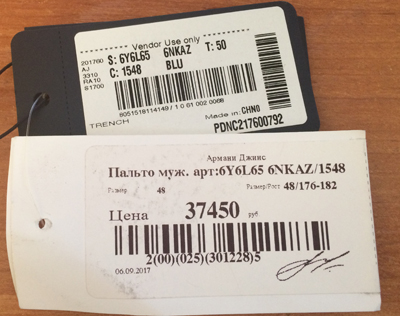 Vendor Use only
201760 S: 6Y6L65 6NKAZ T: 50
AJ
3310 C: 1548 BLU
RA10
S1700
8051518114149 / 1 0 61 002 0008
TRENCH Made in: CHN0
PDNC217600792
Армани Джинс
Пальто муж. арт:6Y6L65 6NKAZ/1548
Размер 48 Размер/Рост 48/176-182
Цена 37450 руб
2(00)(025)(301228)5
06.09.2017